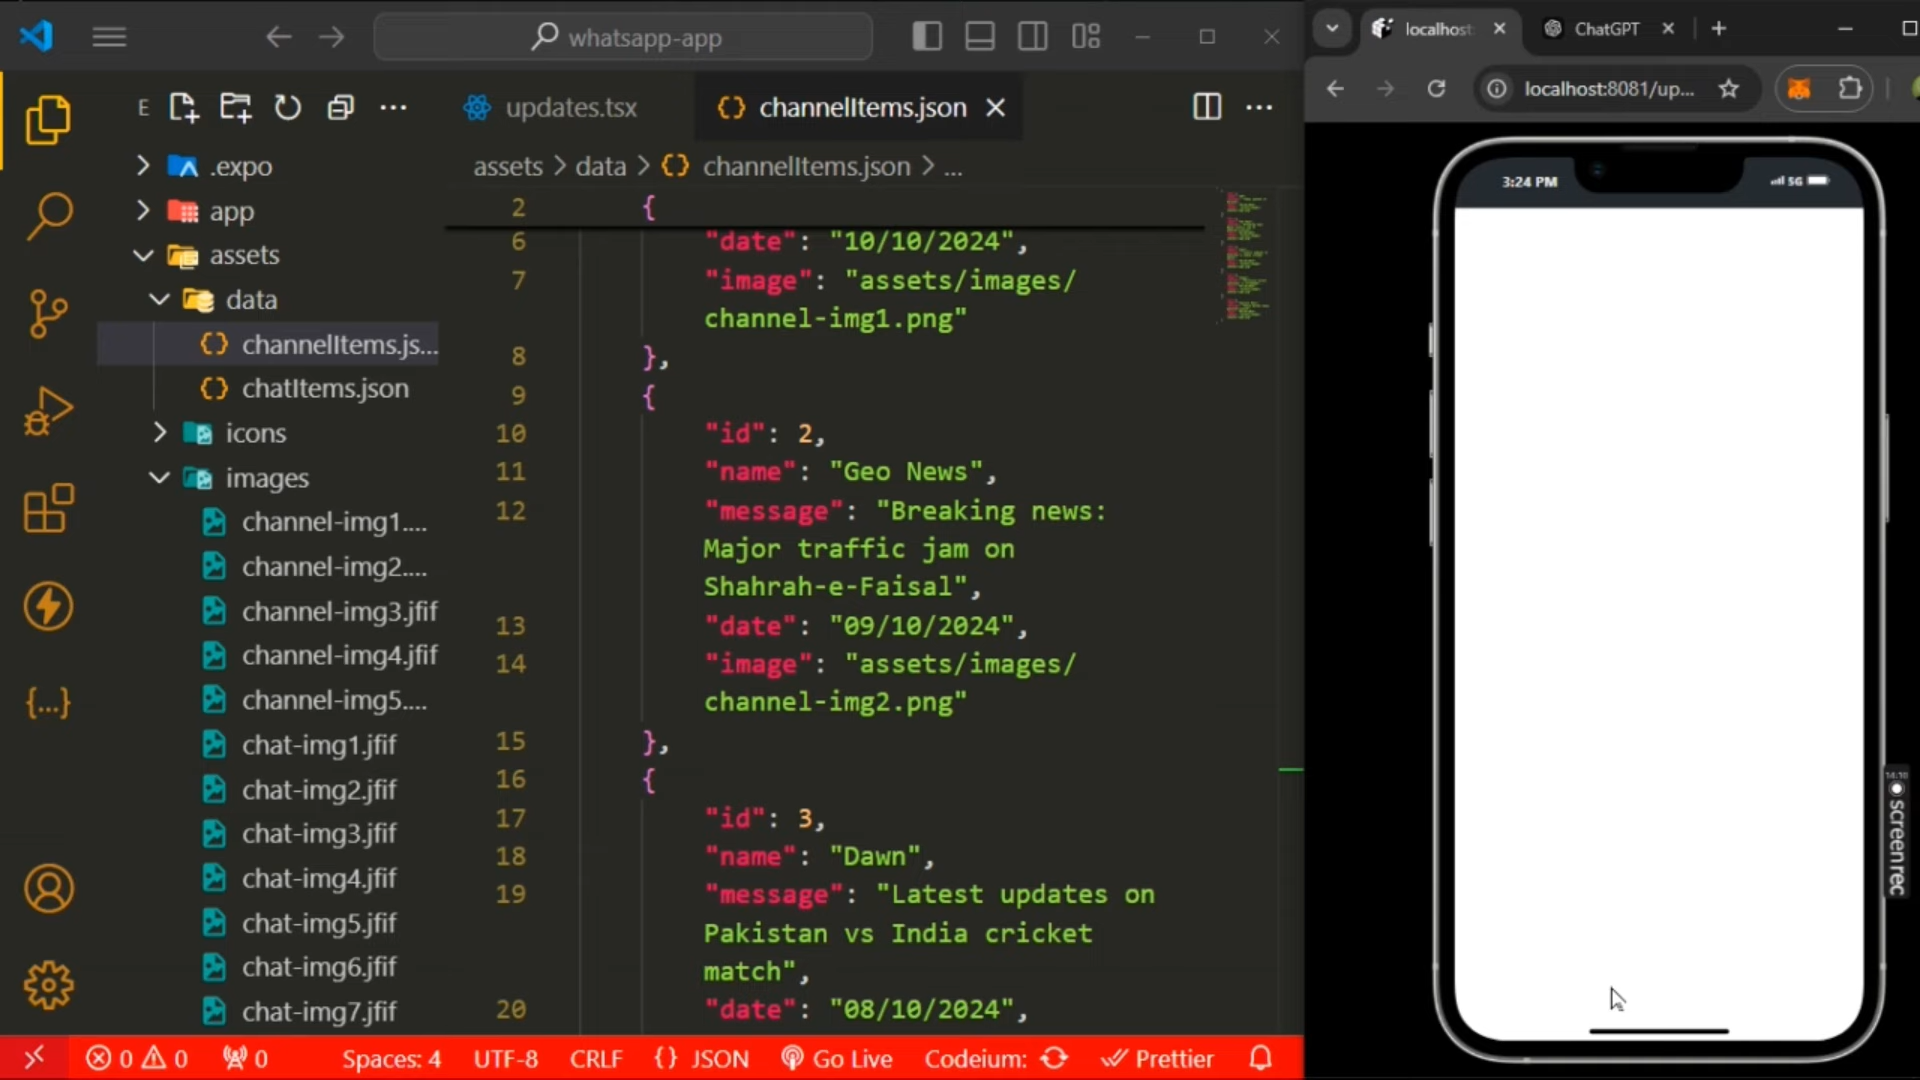 whatsapp-app
localhost:
ChatGPT
localhost:8081/up...
E
updates.tsx
channelItems.json
assets > data > {} channelItems.json > ...
.expo
app
assets
data
channelItems.js...
chatItems.json
icons
images
channel-img1....
channel-img2....
channel-img3.jfif
channel-img4.jfif
channel-img5....
chat-img1.jfif
chat-img2.jfif
chat-img3.jfif
chat-img4.jfif
chat-img5.jfif
chat-img6.jfif
chat-img7.jfif
2 {
6 "date": "10/10/2024",
7 "image": "assets/images/
channel-img1.png"
8 },
9 {
10 "id": 2,
11 "name": "Geo News",
12 "message": "Breaking news:
Major traffic jam on
Shahrah-e-Faisal",
13 "date": "09/10/2024",
14 "image": "assets/images/
channel-img2.png"
15 },
16 {
17 "id": 3,
18 "name": "Dawn",
19 "message": "Latest updates on
Pakistan vs India cricket
match",
20 "date": "08/10/2024",
3:24 PM
5G
14:10
screenrec
0 0 0 Spaces: 4 UTF-8 CRLF {} JSON Go Live Codeium: Prettier